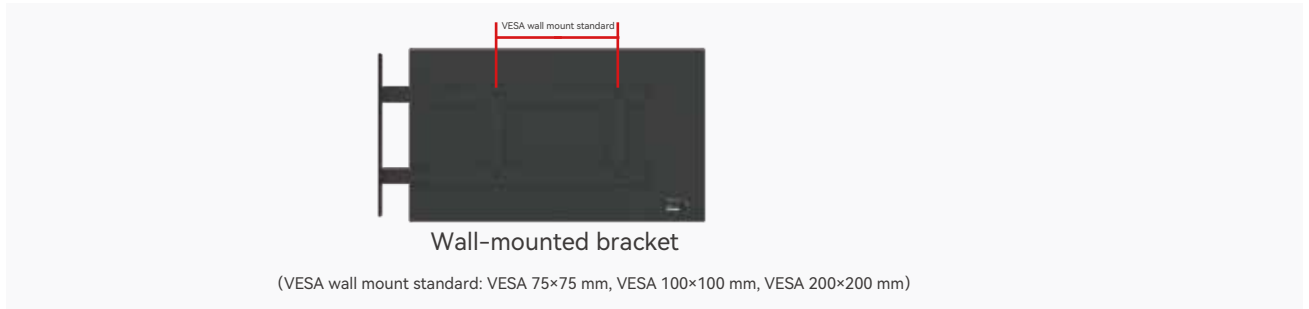 VESA wall mount standard
Wall-mounted bracket
(VESA wall mount standard: VESA 75×75 mm, VESA 100×100 mm, VESA 200×200 mm)